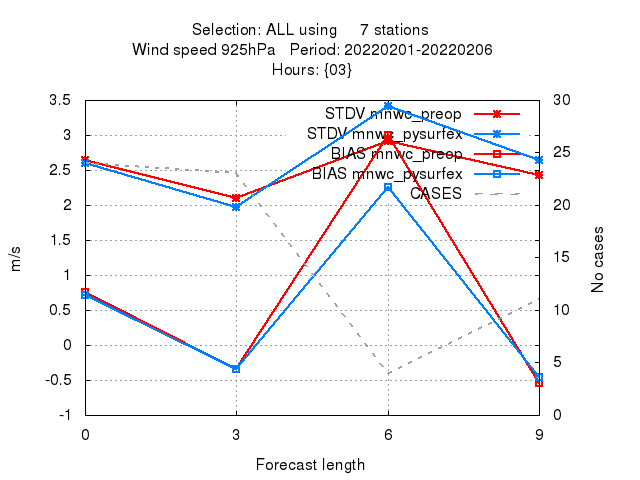 Selection: ALL using 7 stations
Wind speed 925hPa Period: 20220201-20220206
Hours: {03}
3.5
3
2.5
2
1.5
1
0.5
0
-0.5
-1
30
25
20
15
10
5
0
STDV mnwc_preop
STDV mnwc_pysurfex
BIAS mnwc_preop
BIAS mnwc_pysurfex
CASES
m/s
No cases
0 3 6 9
Forecast length